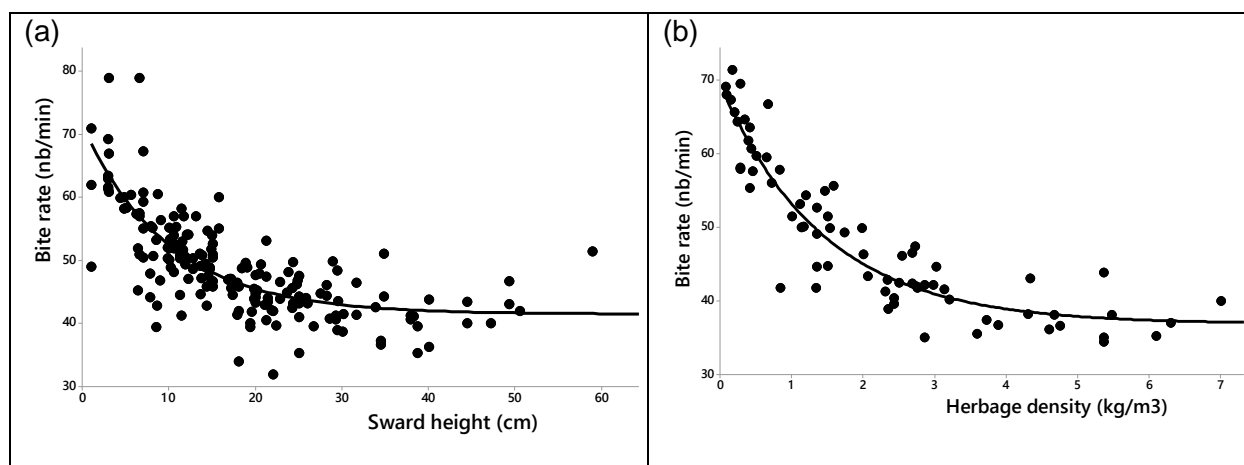 (a)
Bite rate (nb/min)
80
70
60
50
40
30
0 10 20 30 40 50 60
Sward height (cm)
(b)
Bite rate (nb/min)
70
60
50
40
30
0 1 2 3 4 5 6 7
Herbage density (kg/m3)